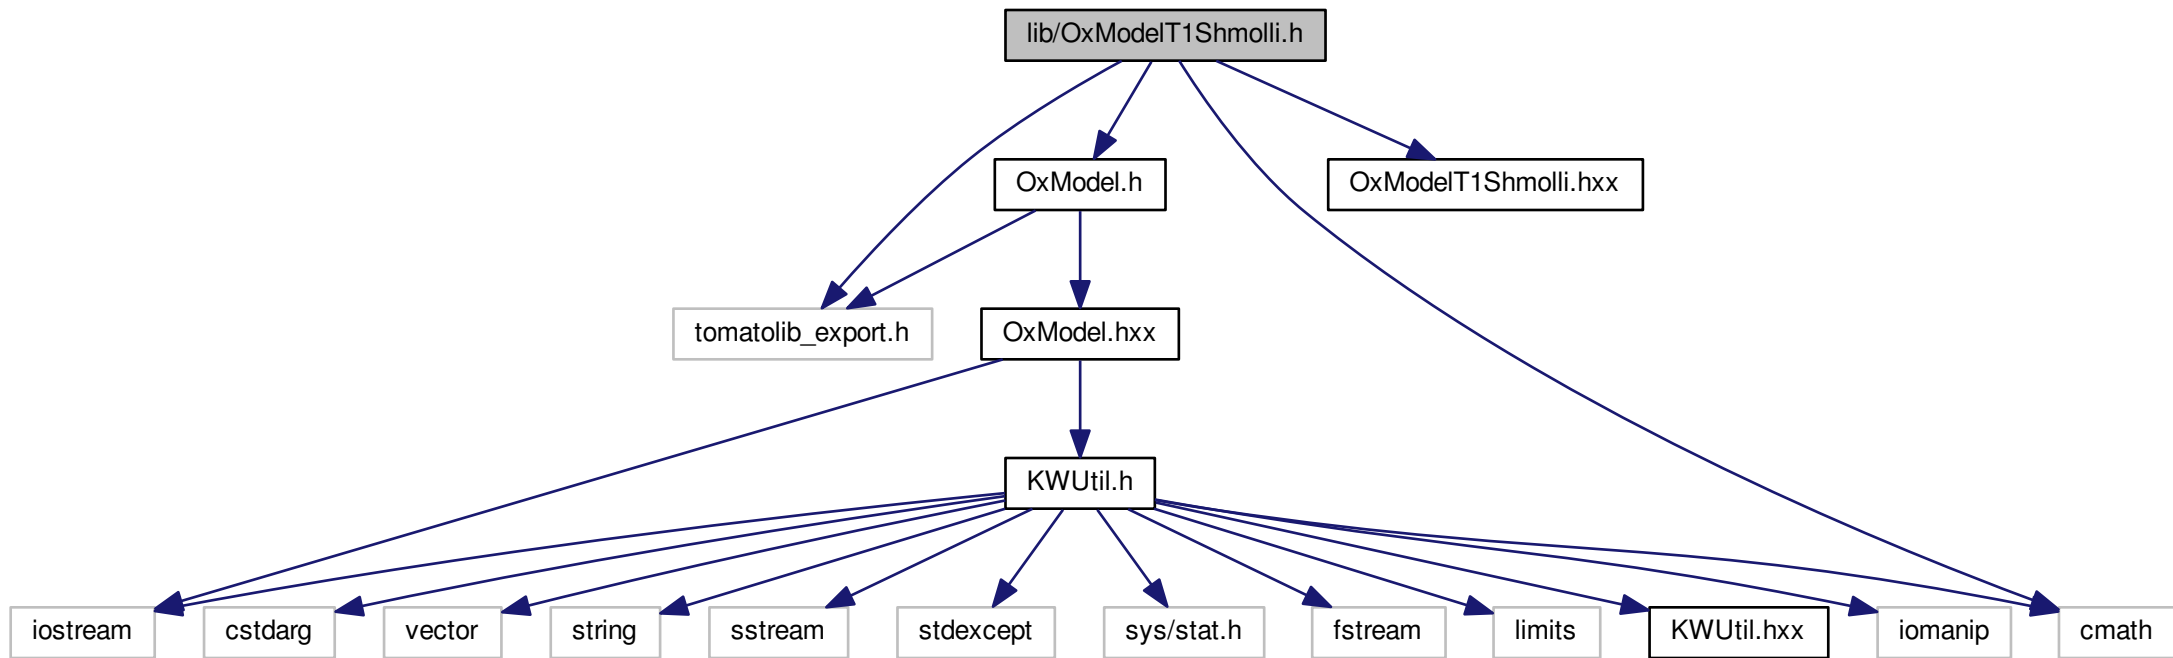 lib/OxModelT1Shmolli.h
OxModel.h
OxModelT1Shmolli.hxx
tomatolib_export.h
OxModel.hxx
KWUtil.h
iostream
cstdarg
vector
string
sstream
stdexcept
sys/stat.h
fstream
limits
KWUtil.hxx
iomanip
cmath